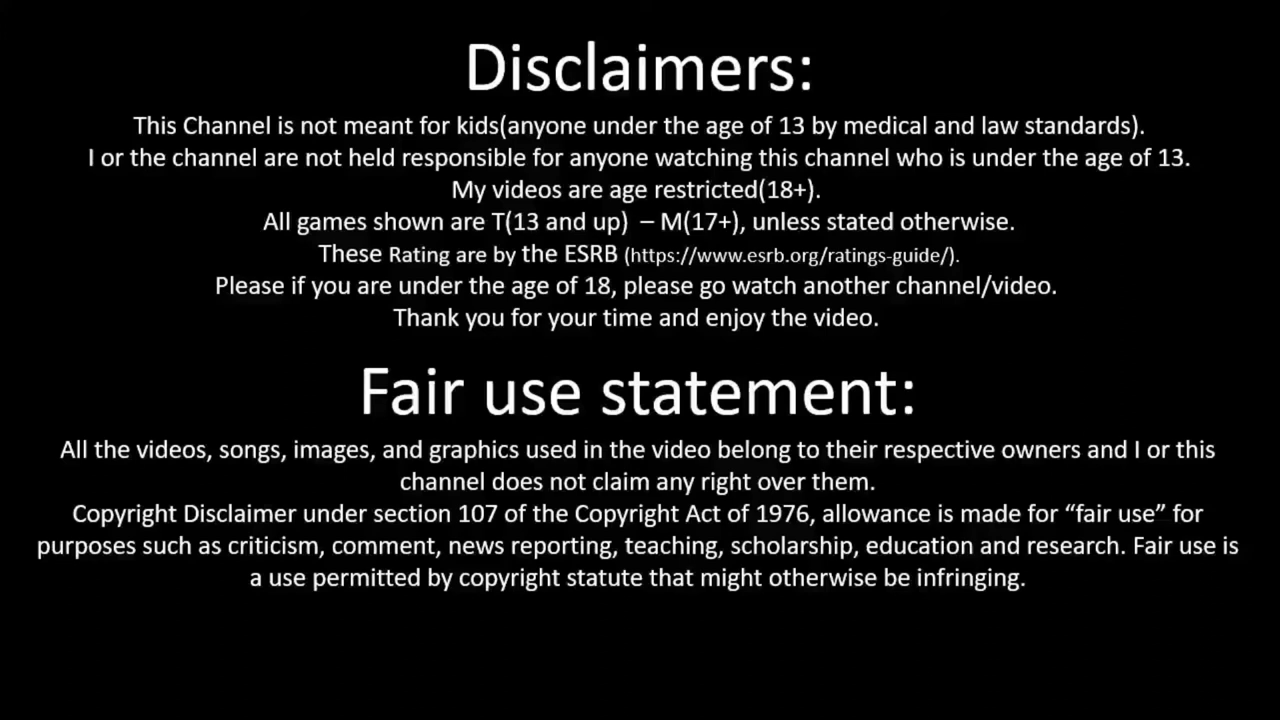 Disclaimers:
This Channel is not meant for kids(anyone under the age of 13 by medical and law standards).
I or the channel are not held responsible for anyone watching this channel who is under the age of 13.
My videos are age restricted(18+).
All games shown are T(13 and up)  – M(17+), unless stated otherwise.
These Rating are by the ESRB (https://www.esrb.org/ratings-guide/).
Please if you are under the age of 18, please go watch another channel/video.
Thank you for your time and enjoy the video.
Fair use statement:
All the videos, songs, images, and graphics used in the video belong to their respective owners and I or this
channel does not claim any right over them.
Copyright Disclaimer under section 107 of the Copyright Act of 1976, allowance is made for “fair use” for
purposes such as criticism, comment, news reporting, teaching, scholarship, education and research. Fair use is
a use permitted by copyright statute that might otherwise be infringing.